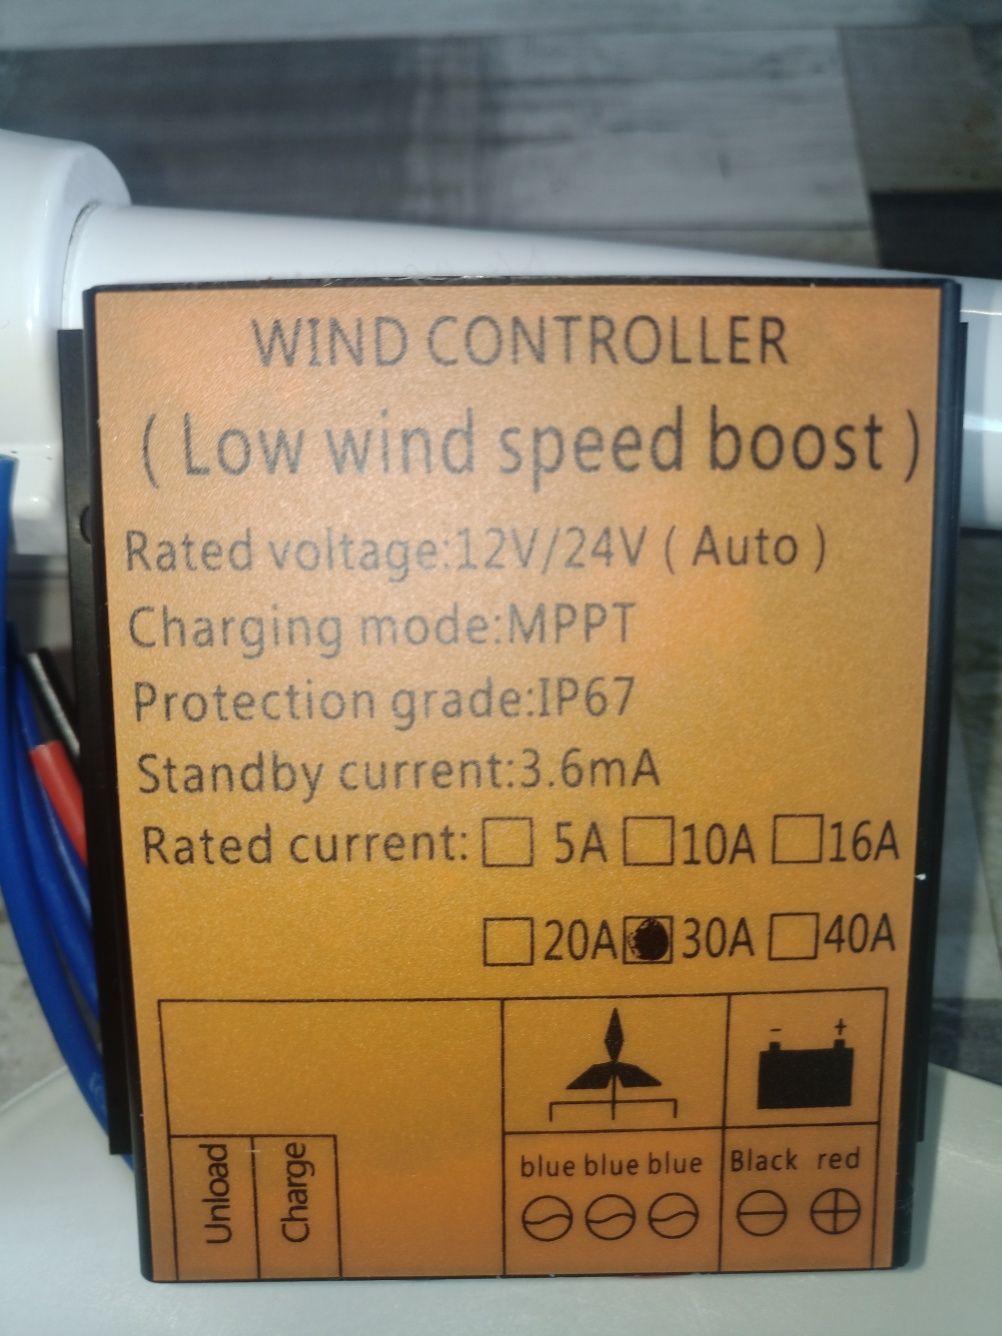 WIND CONTROLLER
( Low wind speed boost )
Rated voltage:12V/24V ( Auto )
Charging mode:MPPT
Protection grade:IP67
Standby current:3.6mA
Rated current: 5A 10A 16A
20A 30A 40A
- +
Unload Charge
blue blue blue Black red